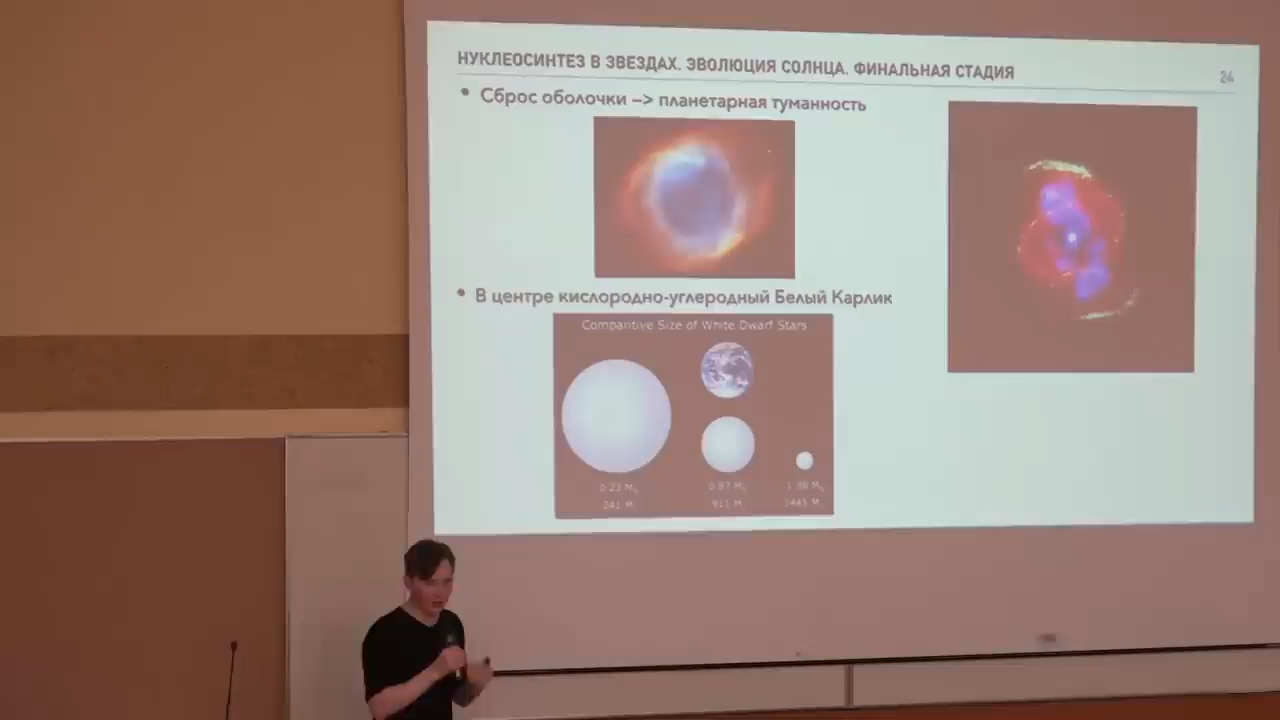 НУКЛЕОСИНТЕЗ В ЗВЕЗДАХ. ЭВОЛЮЦИЯ СОЛНЦА. ФИНАЛЬНАЯ СТАДИЯ
24
• Сброс оболочки –> планетарная туманность
• В центре кислородно-углеродный Белый Карлик
Comparitive Size of White Dwarf Stars